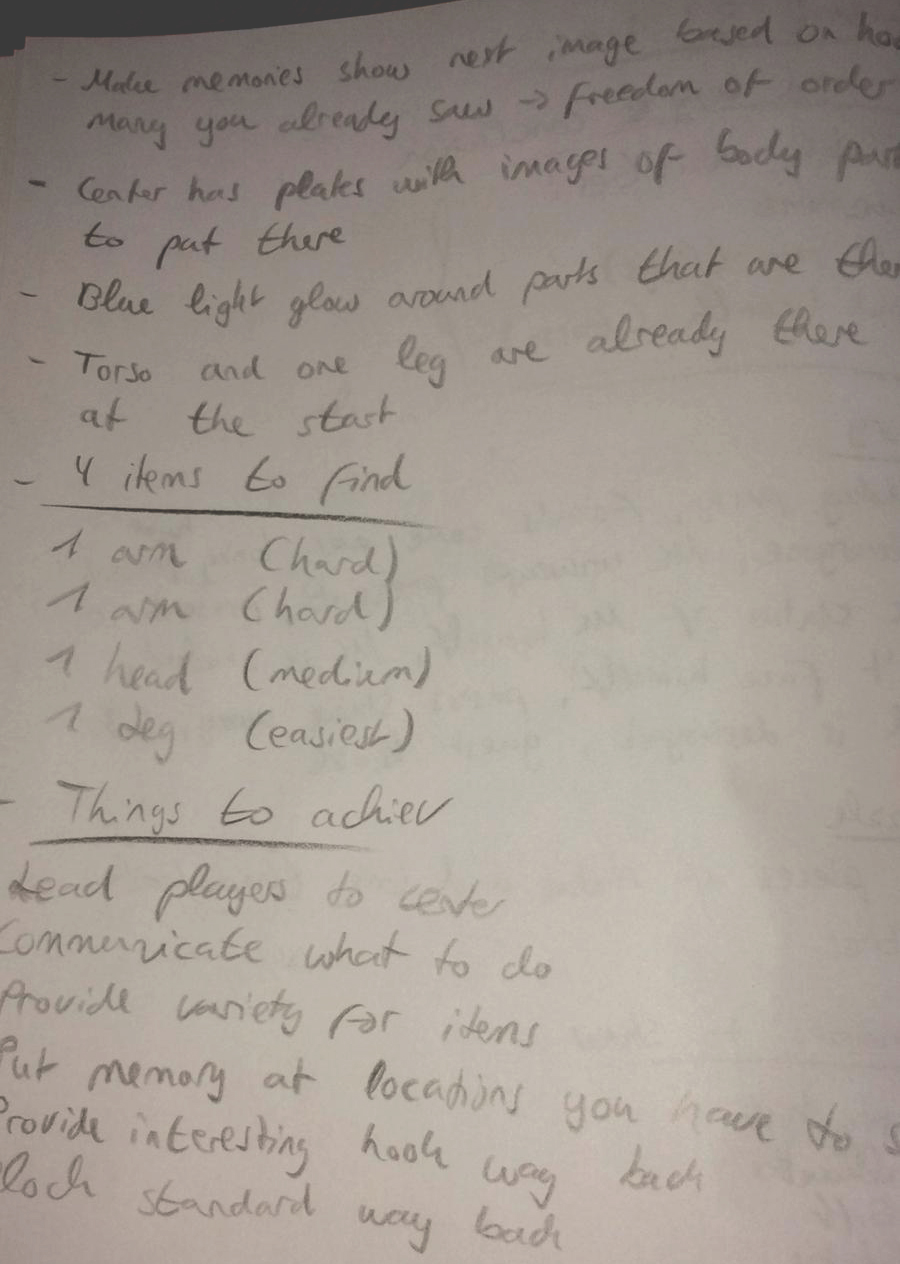 - Make memories show next image based on ho
many you already saw -> freedom of order
- Center has plates with images of body par
to put there
- Blue light glow around parts that are the
- Torso and one leg are already there
at the start
- 4 items to find
1 arm (hard)
1 arm (hard)
1 head (medium)
1 leg (easiest)
- Things to achiev
Lead players to center
Communicate what to do
Provide variety for items
Put memory at locations you have to s
Provide interesting hook way back
lock standard way back